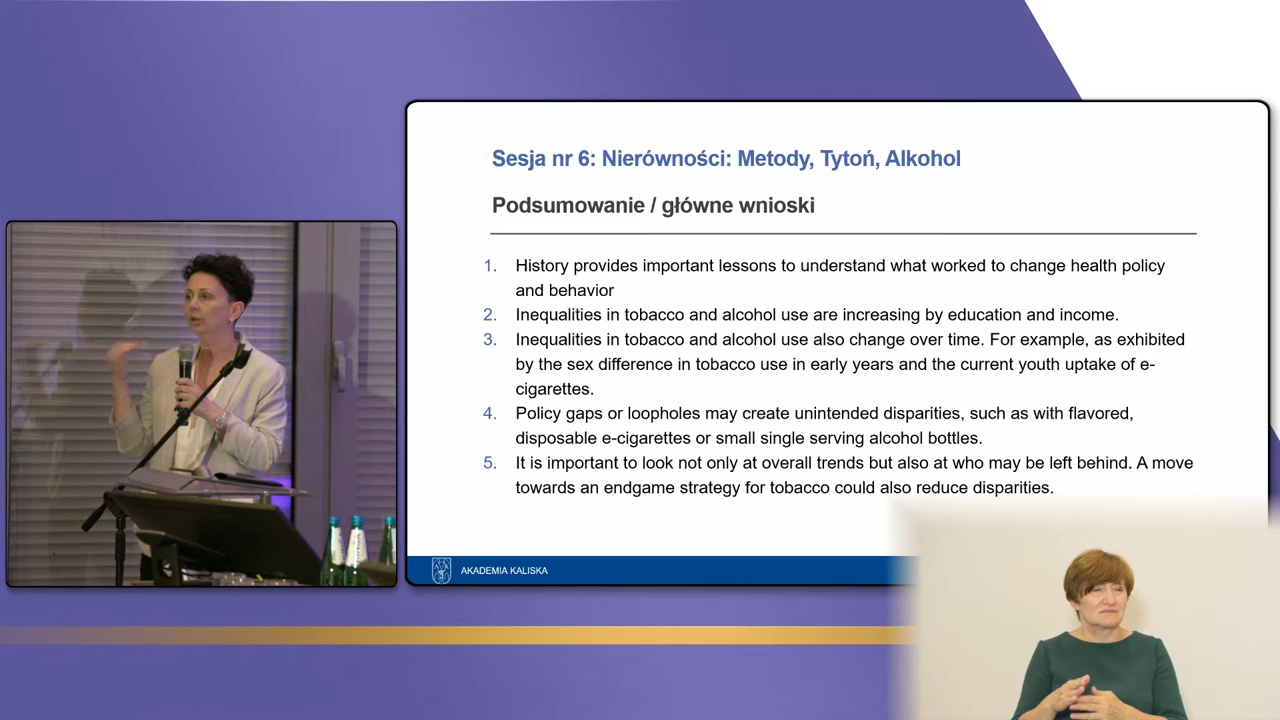 Sesja nr 6: Nierówności: Metody, Tytoń, Alkohol
Podsumowanie / główne wnioski
1. History provides important lessons to understand what worked to change health policy
and behavior
2. Inequalities in tobacco and alcohol use are increasing by education and income.
3. Inequalities in tobacco and alcohol use also change over time. For example, as exhibited
by the sex difference in tobacco use in early years and the current youth uptake of e-
cigarettes.
4. Policy gaps or loopholes may create unintended disparities, such as with flavored,
disposable e-cigarettes or small single serving alcohol bottles.
5. It is important to look not only at overall trends but also at who may be left behind. A move
towards an endgame strategy for tobacco could also reduce disparities.
AKADEMIA KALISKA